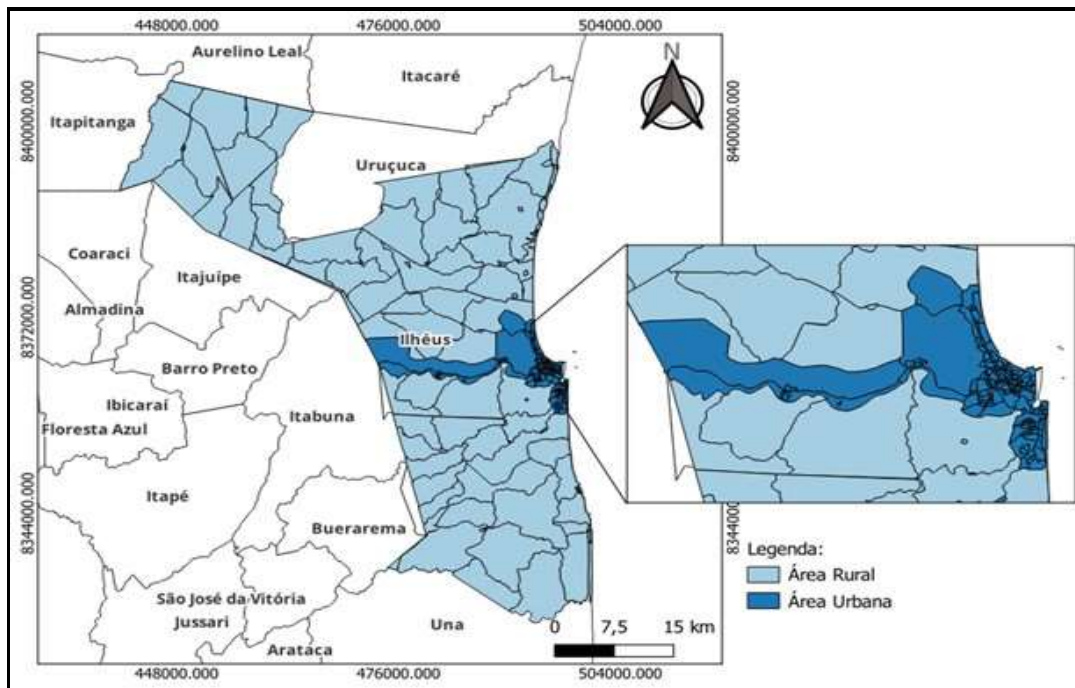 448000.000
476000.000
504000.000
Aurelino Leal
Itacaré
N
Itapitanga
8400000.000
8400000.000
Uruçuca
Coaraci
Itajuípe
Almadina
8372000.000
Ilhéus
Barro Preto
Ibicaraí
Itabuna
Floresta Azul
Itapé
8344000.000
8344000
Buerarema
Legenda:
Área Rural
Área Urbana
São José da Vitória
Jussari
Una
0 7,5 15 km
Arataca
448000.000
476000.000
504000.000